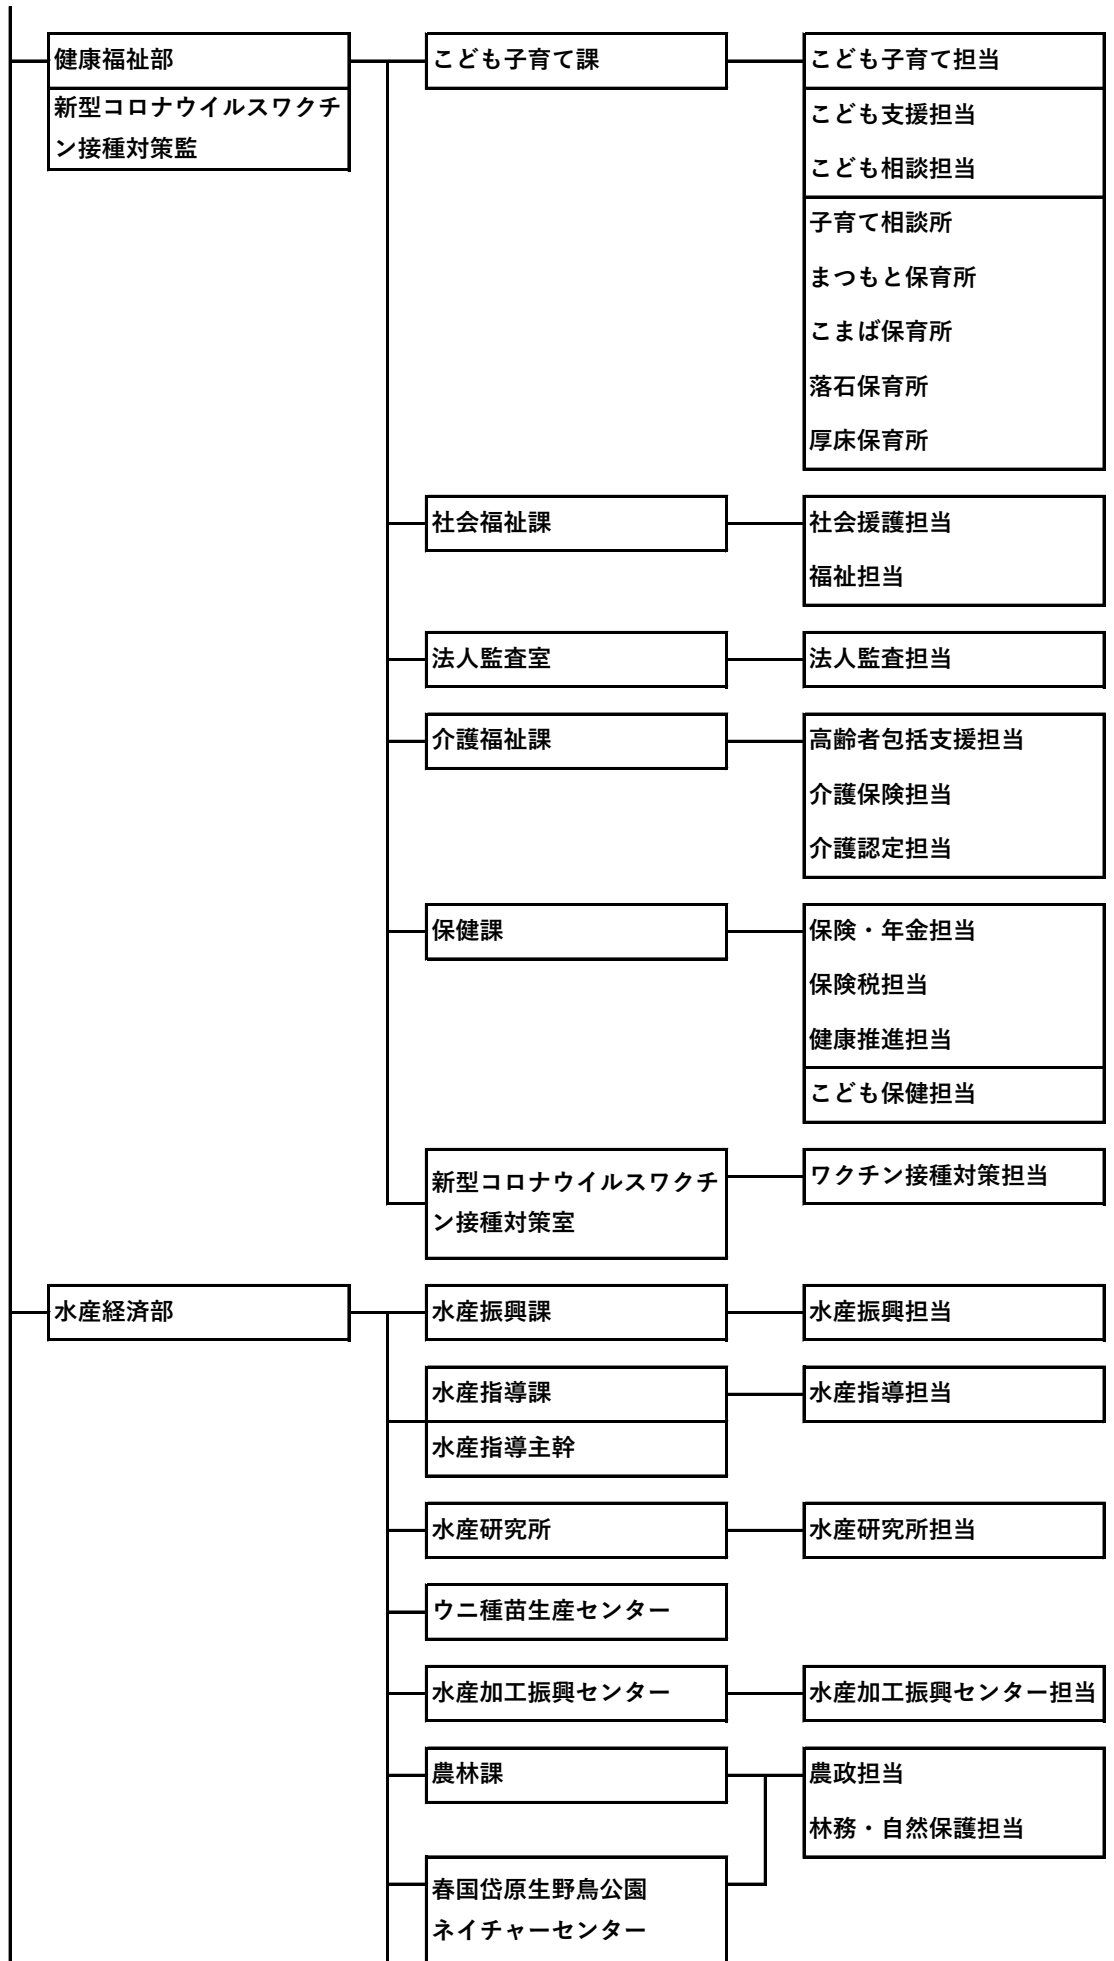 健康福祉部
新型コロナウイルスワクチ
ン接種対策監
こども子育て課
こども子育て担当
こども支援担当
こども相談担当
子育て相談所
まつもと保育所
こまば保育所
落石保育所
厚床保育所
社会福祉課
社会援護担当
福祉担当
法人監査室
法人監査担当
介護福祉課
高齢者包括支援担当
介護保険担当
介護認定担当
保健課
保険・年金担当
保険税担当
健康推進担当
こども保健担当
新型コロナウイルスワクチ
ン接種対策室
ワクチン接種対策担当
水産経済部
水産振興課
水産振興担当
水産指導課
水産指導主幹
水産指導担当
水産研究所
水産研究所担当
ウニ種苗生産センター
水産加工振興センター
水産加工振興センター担当
農林課
農政担当
林務・自然保護担当
春国岱原生野鳥公園
ネイチャーセンター